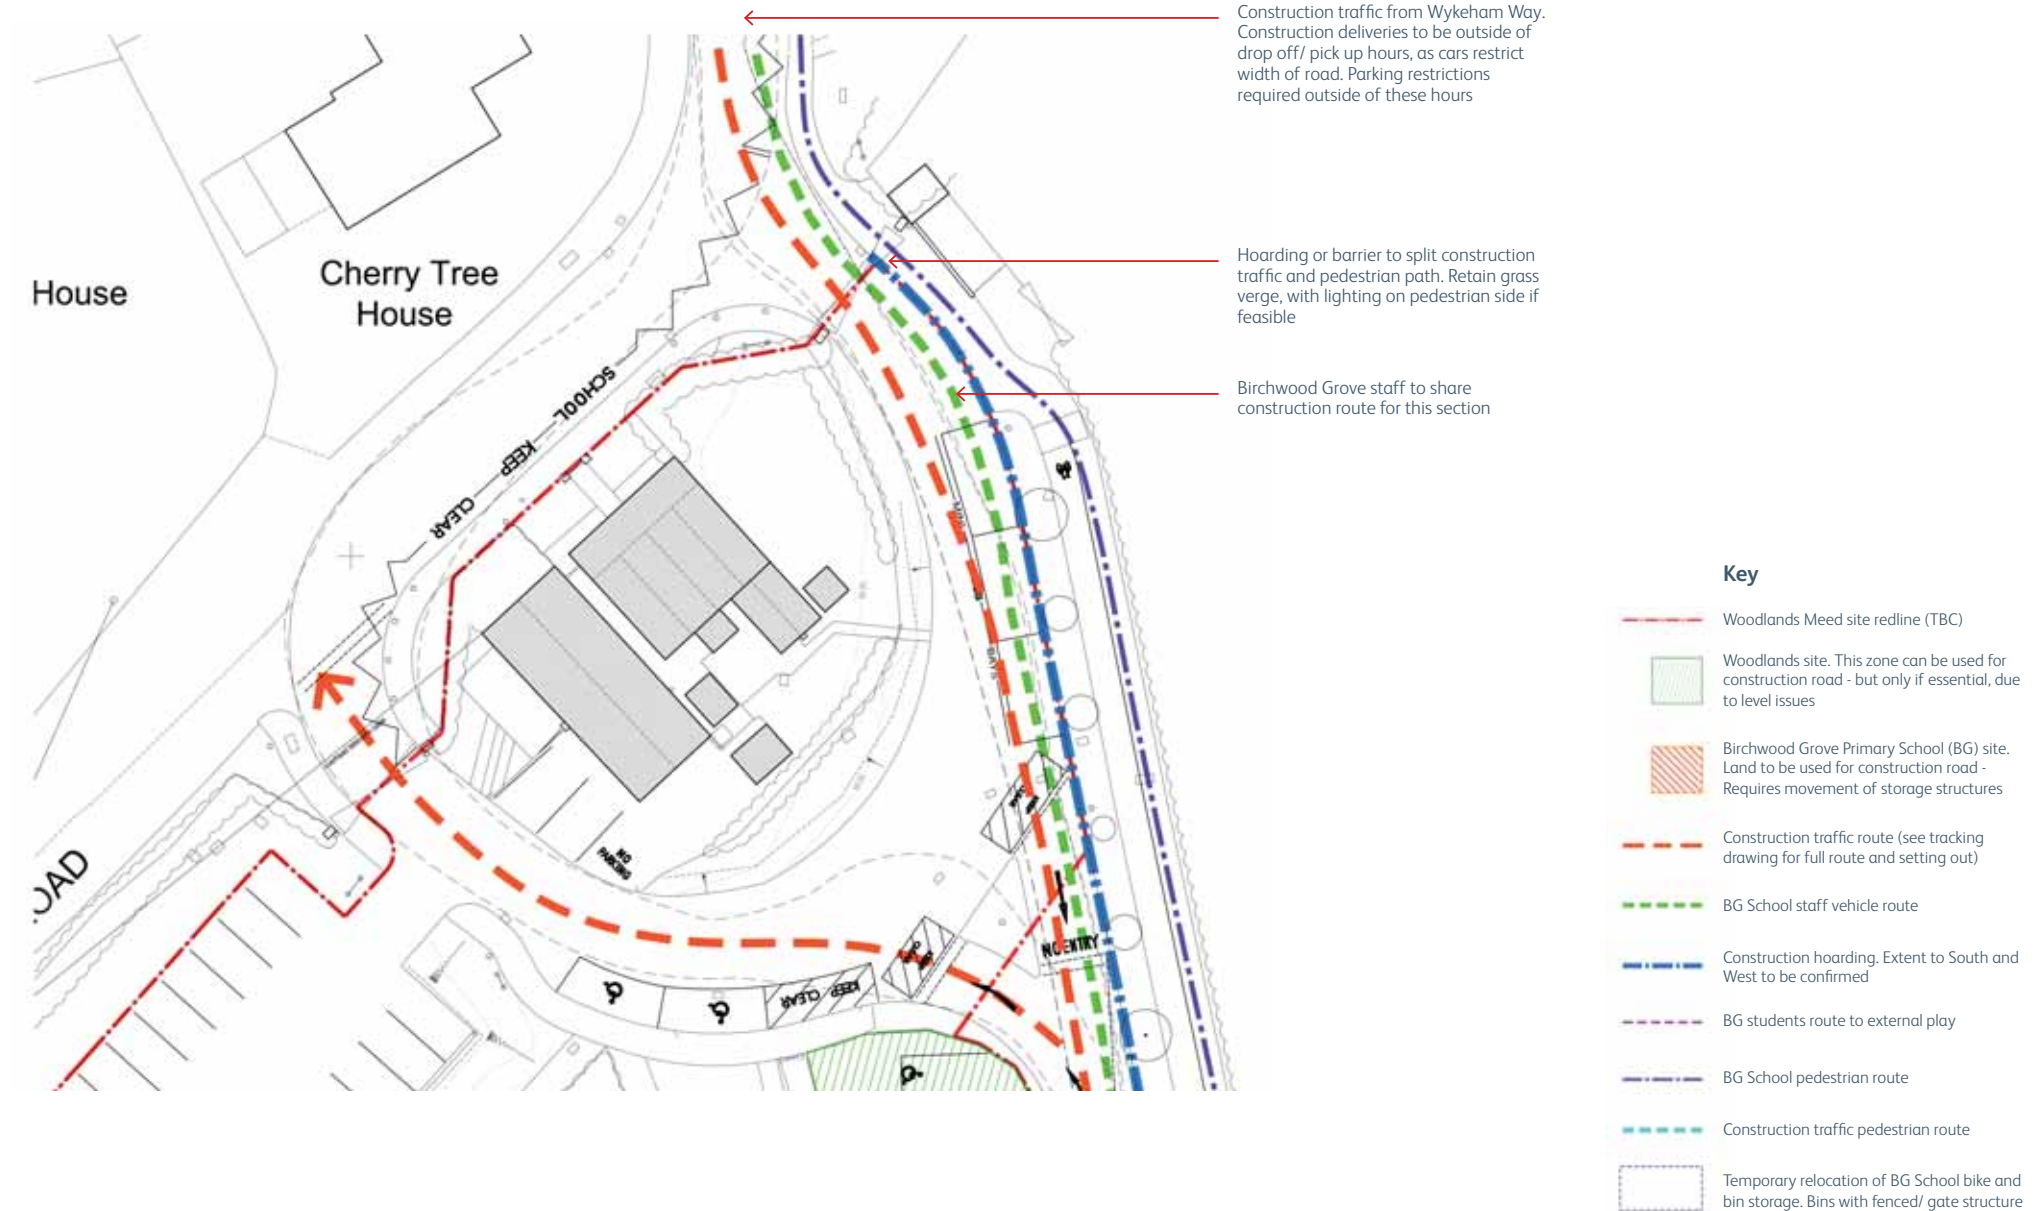 Construction traffic from Wykeham Way.
Construction deliveries to be outside of
drop off/ pick up hours, as cars restrict
width of road. Parking restrictions
required outside of these hours
Hoarding or barrier to split construction
traffic and pedestrian path. Retain grass
verge, with lighting on pedestrian side if
feasible
Birchwood Grove staff to share
construction route for this section
House
Cherry Tree
House
SCHOOL
KEEP
CLEAR
MINI
BAYS
NO
PARKING
OAD
NO ENTRY
KEEP CLEAR
Key
Woodlands Meed site redline (TBC)
Woodlands site. This zone can be used for
construction road - but only if essential, due
to level issues
Birchwood Grove Primary School (BG) site.
Land to be used for construction road -
Requires movement of storage structures
Construction traffic route (see tracking
drawing for full route and setting out)
BG School staff vehicle route
Construction hoarding. Extent to South and
West to be confirmed
BG students route to external play
BG School pedestrian route
Construction traffic pedestrian route
Temporary relocation of BG School bike and
bin storage. Bins with fenced/ gate structure